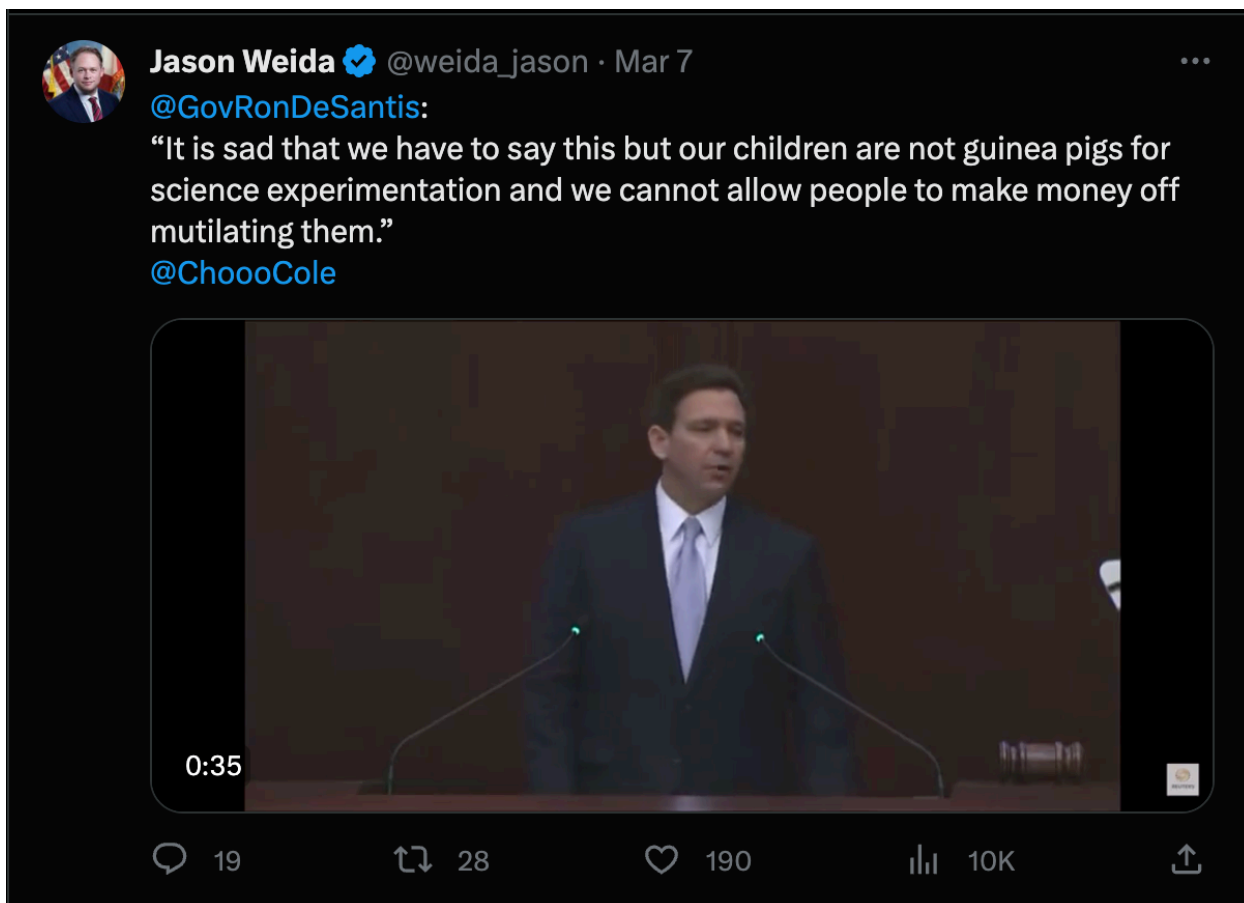 Jason Weida @weida_jason · Mar 7
@GovRonDeSantis:
“It is sad that we have to say this but our children are not guinea pigs for
science experimentation and we cannot allow people to make money off
mutilating them.”
@ChoooCole
0:35
REUTERS
19 28 190 10K